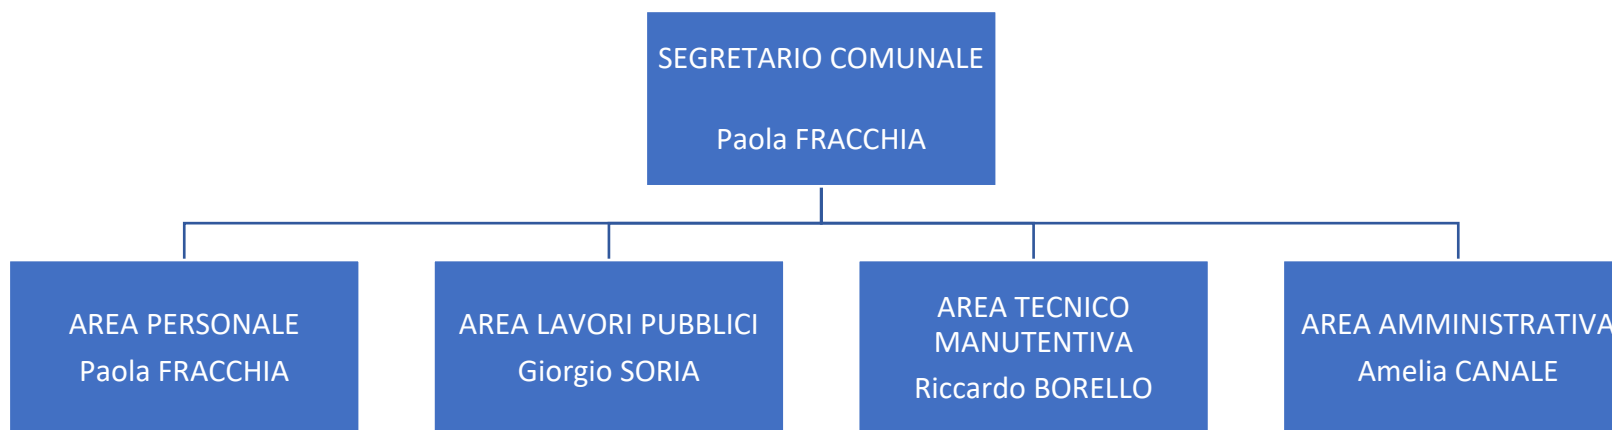 SEGRETARIO COMUNALE
Paola FRACCHIA
AREA PERSONALE
Paola FRACCHIA
AREA LAVORI PUBBLICI
Giorgio SORIA
AREA TECNICO
MANUTENTIVA
Riccardo BORELLO
AREA AMMINISTRATIVA
Amelia CANALE